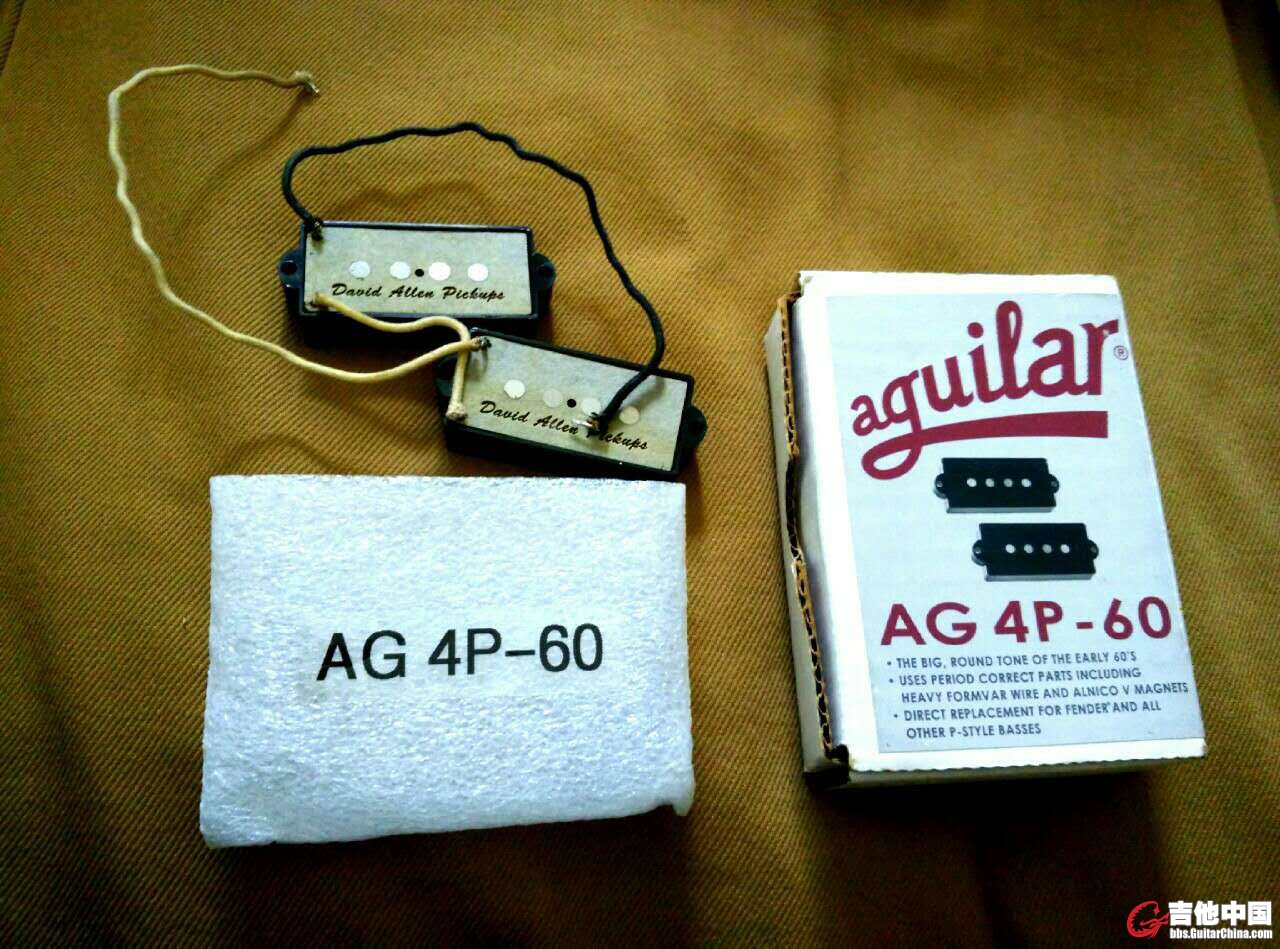 David Allen Pickups
David Allen Pickups
AG 4P-60
aguilar®
AG 4P-60
• THE BIG, ROUND TONE OF THE EARLY 60'S
• USES PERIOD CORRECT PARTS INCLUDING
HEAVY FORMVAR WIRE AND ALNICO V MAGNETS
• DIRECT REPLACEMENT FOR FENDER® AND ALL
OTHER P-STYLE BASSES
吉他中国
bbs.GuitarChina.com